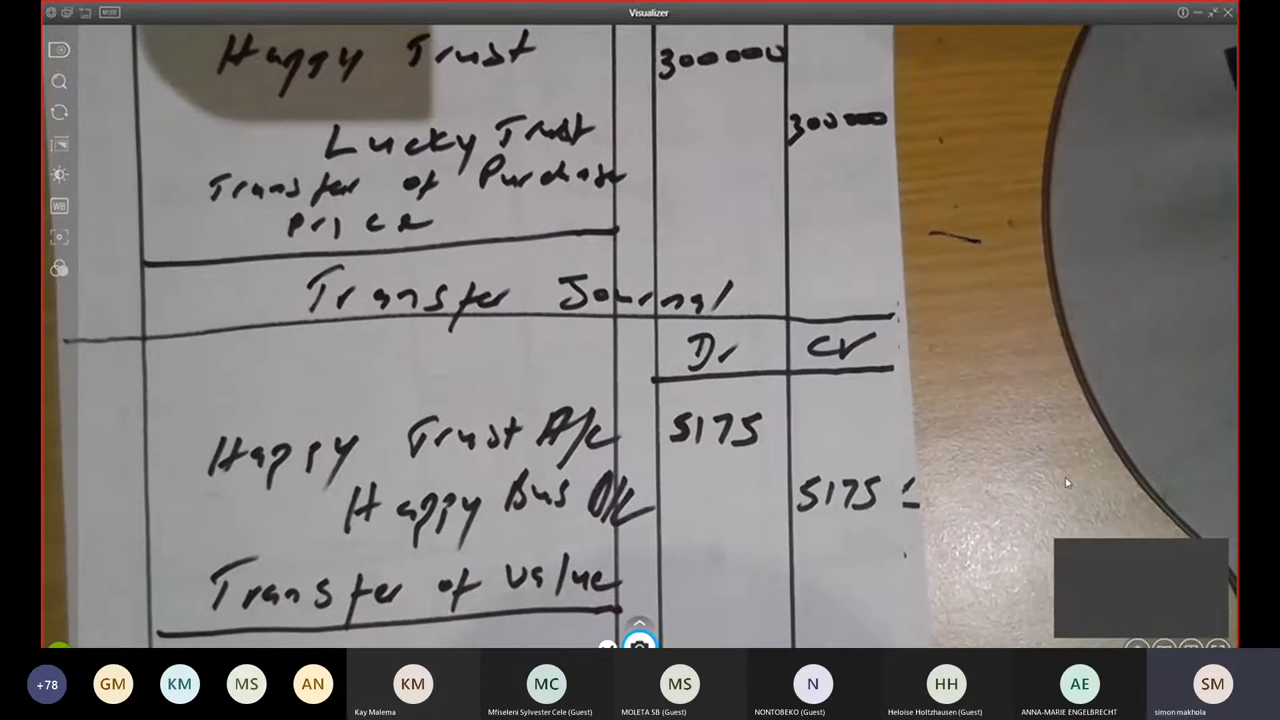 Visualizer
MODE
Happy Trust 300000
Lucky Trust 300000
Transfer of Purchase
Price
Transfer Journal
Dr Cr
Happy Trust A/c 5175
Happy Bus A/c 5175
Transfer of value
WB
+78 GM KM MS AN KM MC MS N HH AE SM
Kay Malema Mfiseleni Sylvester Cele (Guest) MOLETA SB (Guest) NONTOBEKO (Guest) Heloise Holtzhausen (Guest) ANNA-MARIE ENGELBRECHT simon makhola